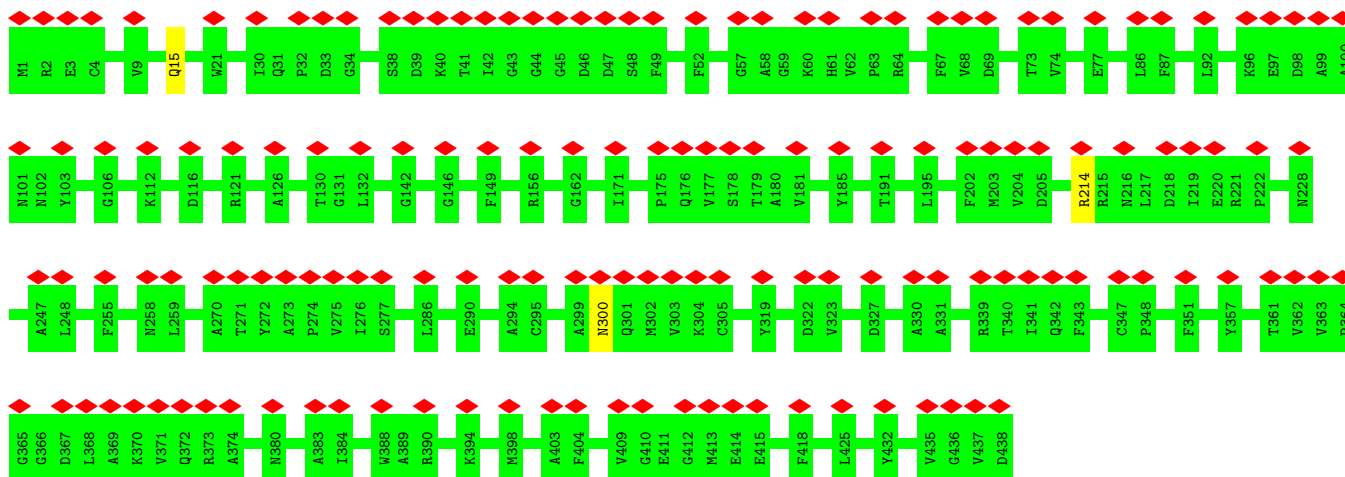 M1 R2 E3 C4 V9 Q15 W21 I30 Q31 P32 D33 G34 S38 D39 K40 T41 I42 G43 G44 G45 D46 D47 S48 F49 F52 G57 A58 G59 K60 H61 V62 P63 R64 F67 V68 D69 T73 V74 E77 L86 F87 L92 K96 E97 D98 A99 A100
N101 N102 Y103 G106 K112 D116 R121 A126 T130 G131 L132 G142 G146 F149 R156 G162 I171 P175 Q176 V177 S178 T179 A180 V181 Y185 T191 L195 F202 M203 V204 D205 R214 R215 N216 L217 D218 I219 E220 R221 P222 N228
A247 L248 F255 N258 L259 A270 T271 Y272 A273 P274 V275 I276 S277 L286 E290 A294 C295 A299 N300 Q301 M302 V303 K304 C305 Y319 D322 V323 D327 A330 A331 R339 T340 I341 Q342 F343 C347 P348 F351 Y357 T361 V362 V363
G365 G366 D367 L368 A369 K370 V371 Q372 R373 A374 N380 A383 I384 W388 A389 R390 K394 M398 A403 F404 V409 G410 E411 G412 M413 E414 E415 F418 L425 Y432 V435 G436 V437 D438